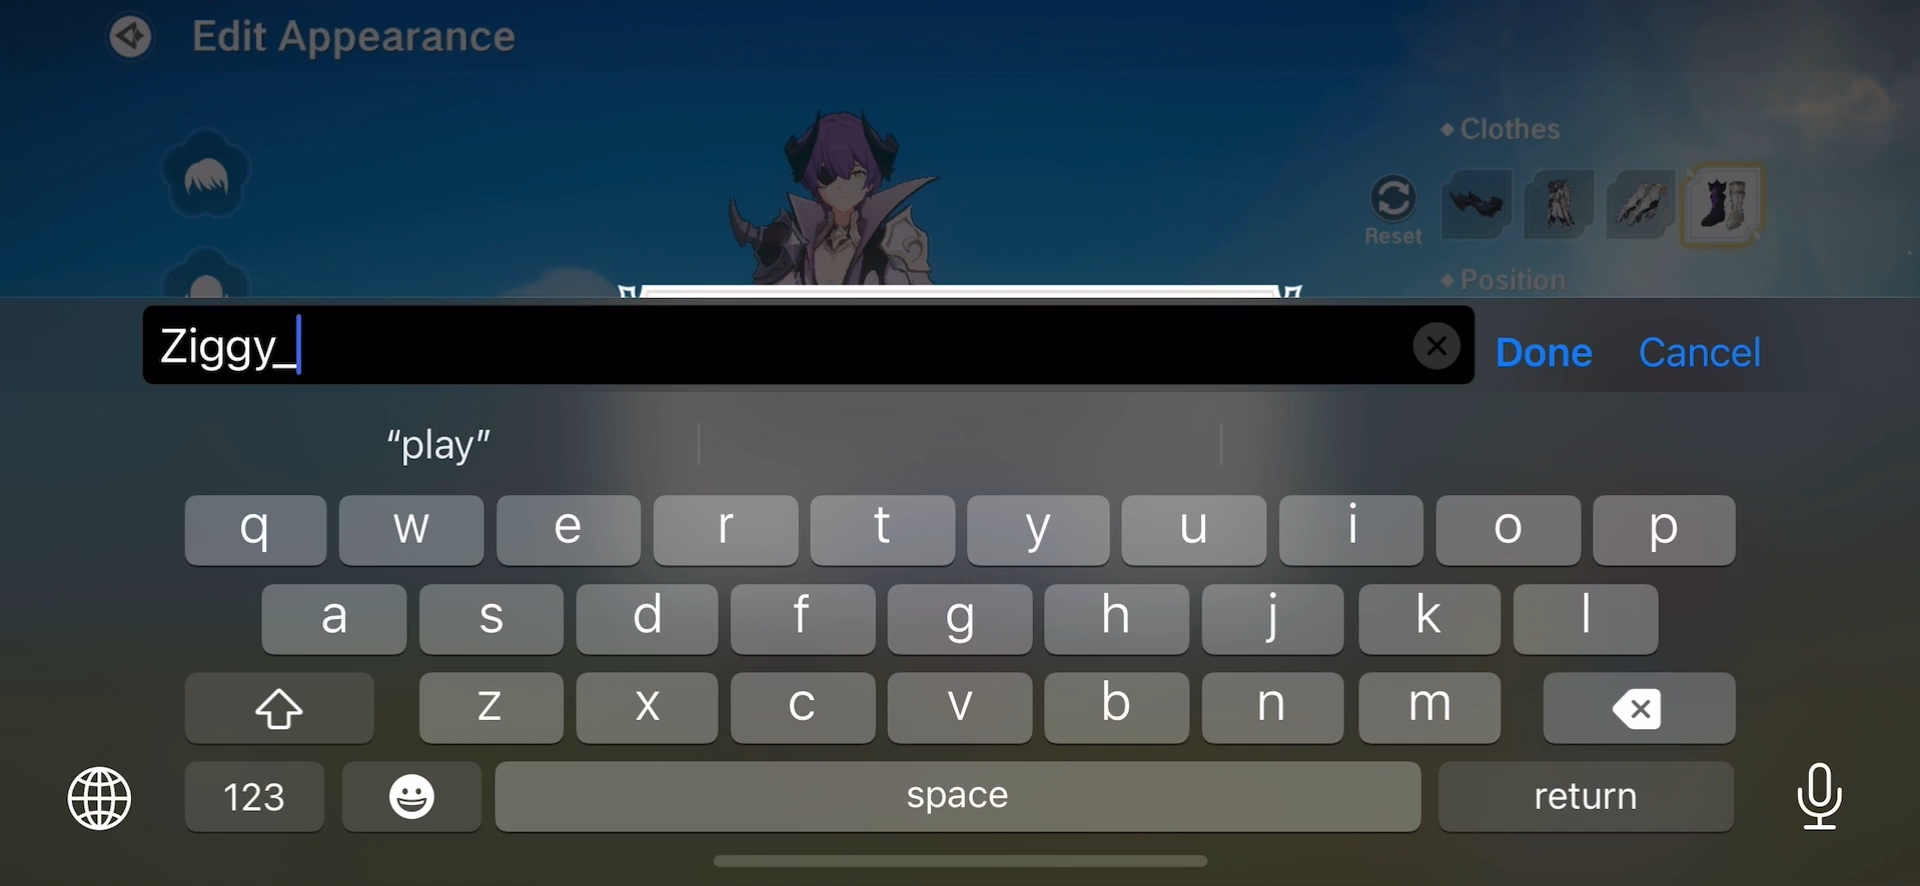 Edit Appearance
Clothes
Reset
Position
Ziggy_
Done
Cancel
“play”
q w e r t y u i o p
a s d f g h j k l
z x c v b n m
123
space
return